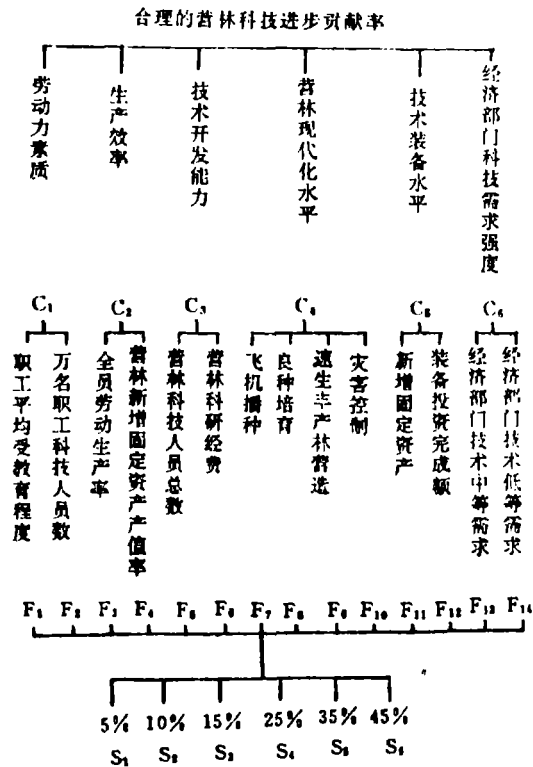 合理的营林科技进步贡献率
劳动力素质
生产效率
技术开发能力
营林现代化水平
技术装备水平
经济部门科技需求强度
C₁ C₂ C₃ C₄ C₅ C₆
职工平均受教育程度
万名职工科技人员数
全员劳动生产率
营林新增固定资产产值率
营林科技人员总数
营林科研经费
飞机播种
良种培育
速生丰产林营造
灾害控制
新增固定资产
装备投资完成额
经济部门技术中等需求
经济部门技术低等需求
F₁ F₂ F₃ F₄ F₅ F₆ F₇ F₈ F₉ F₁₀ F₁₁ F₁₂ F₁₃ F₁₄
5% 10% 15% 25% 35% 45%
S₁ S₂ S₃ S₄ S₅ S₆